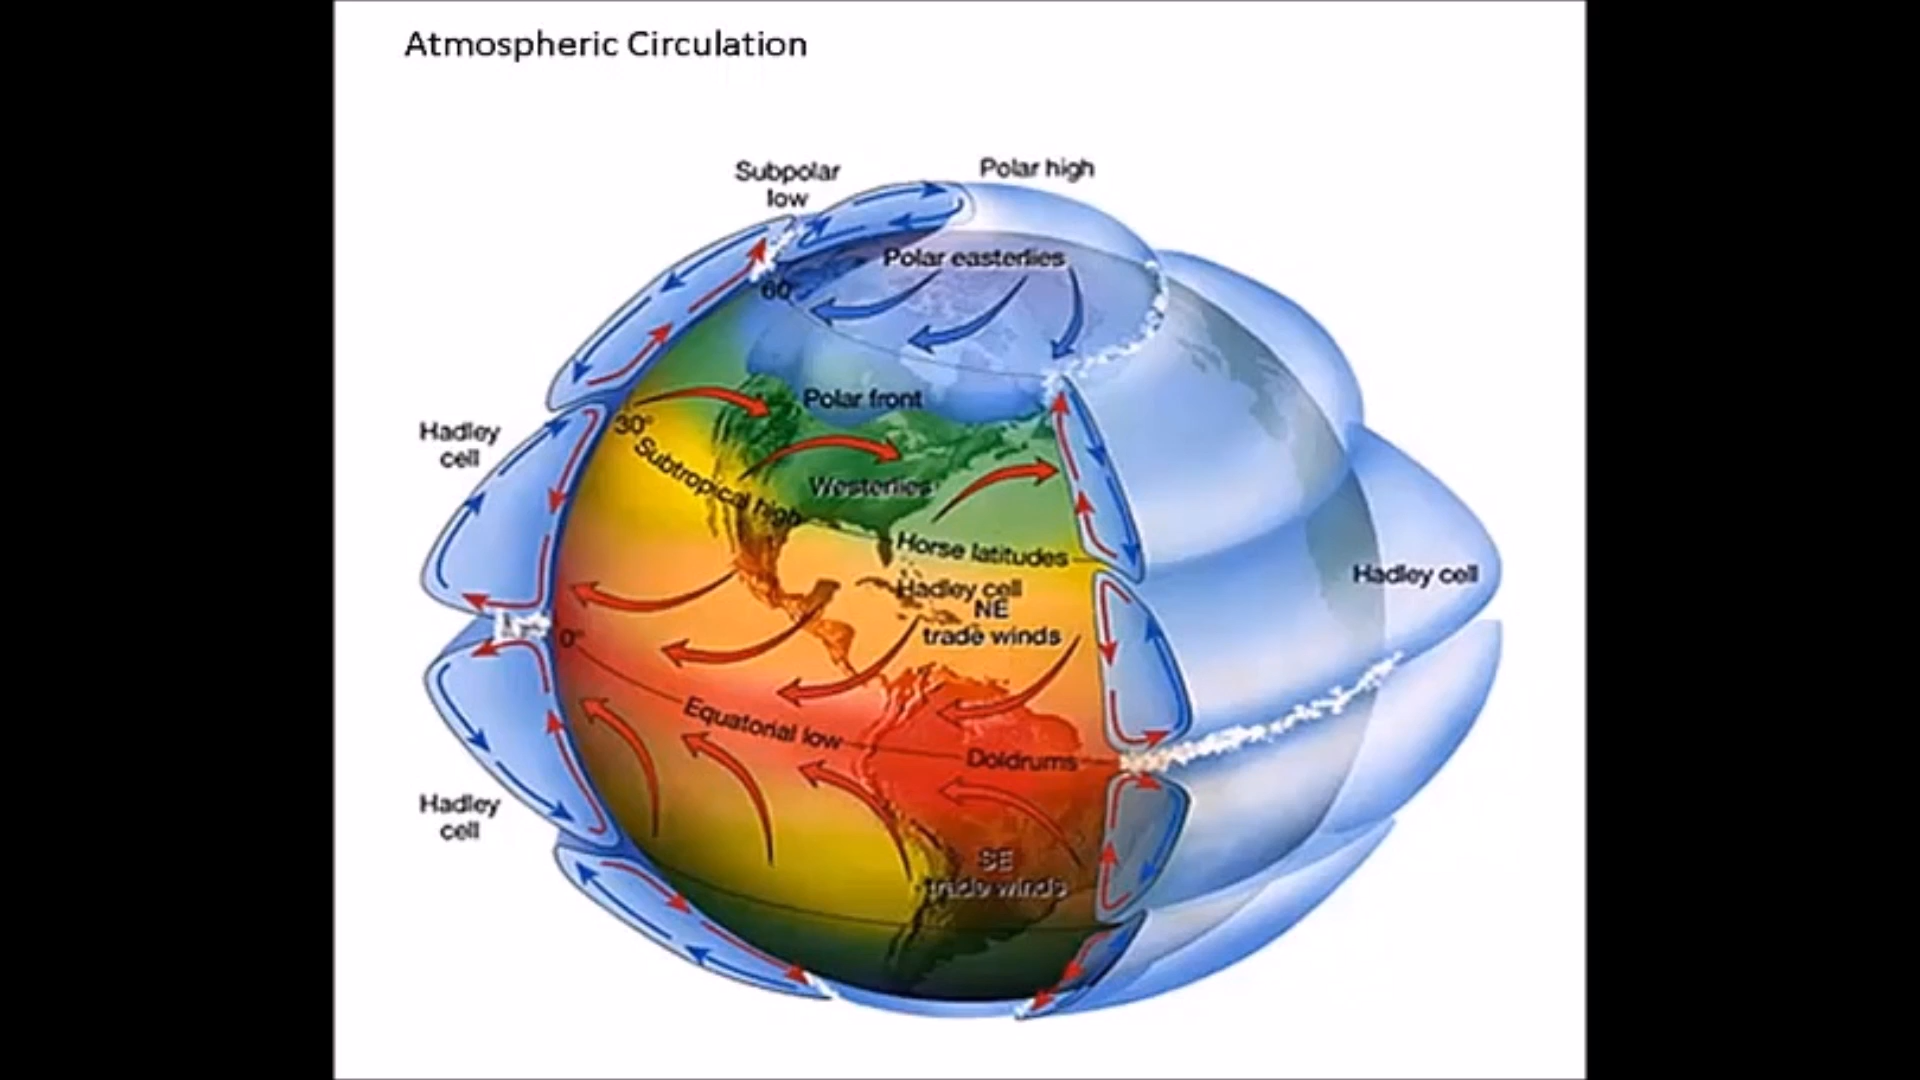 Atmospheric Circulation
Subpolar
low
Polar high
Polar easterlies
60°
Polar front
Hadley
cell
30°
Subtropical high
Westerlies
Horse latitudes
Hadley cell
NE
trade winds
Hadley cell
0°
Equatorial low
Doldrums
Hadley
cell
SE
trade winds